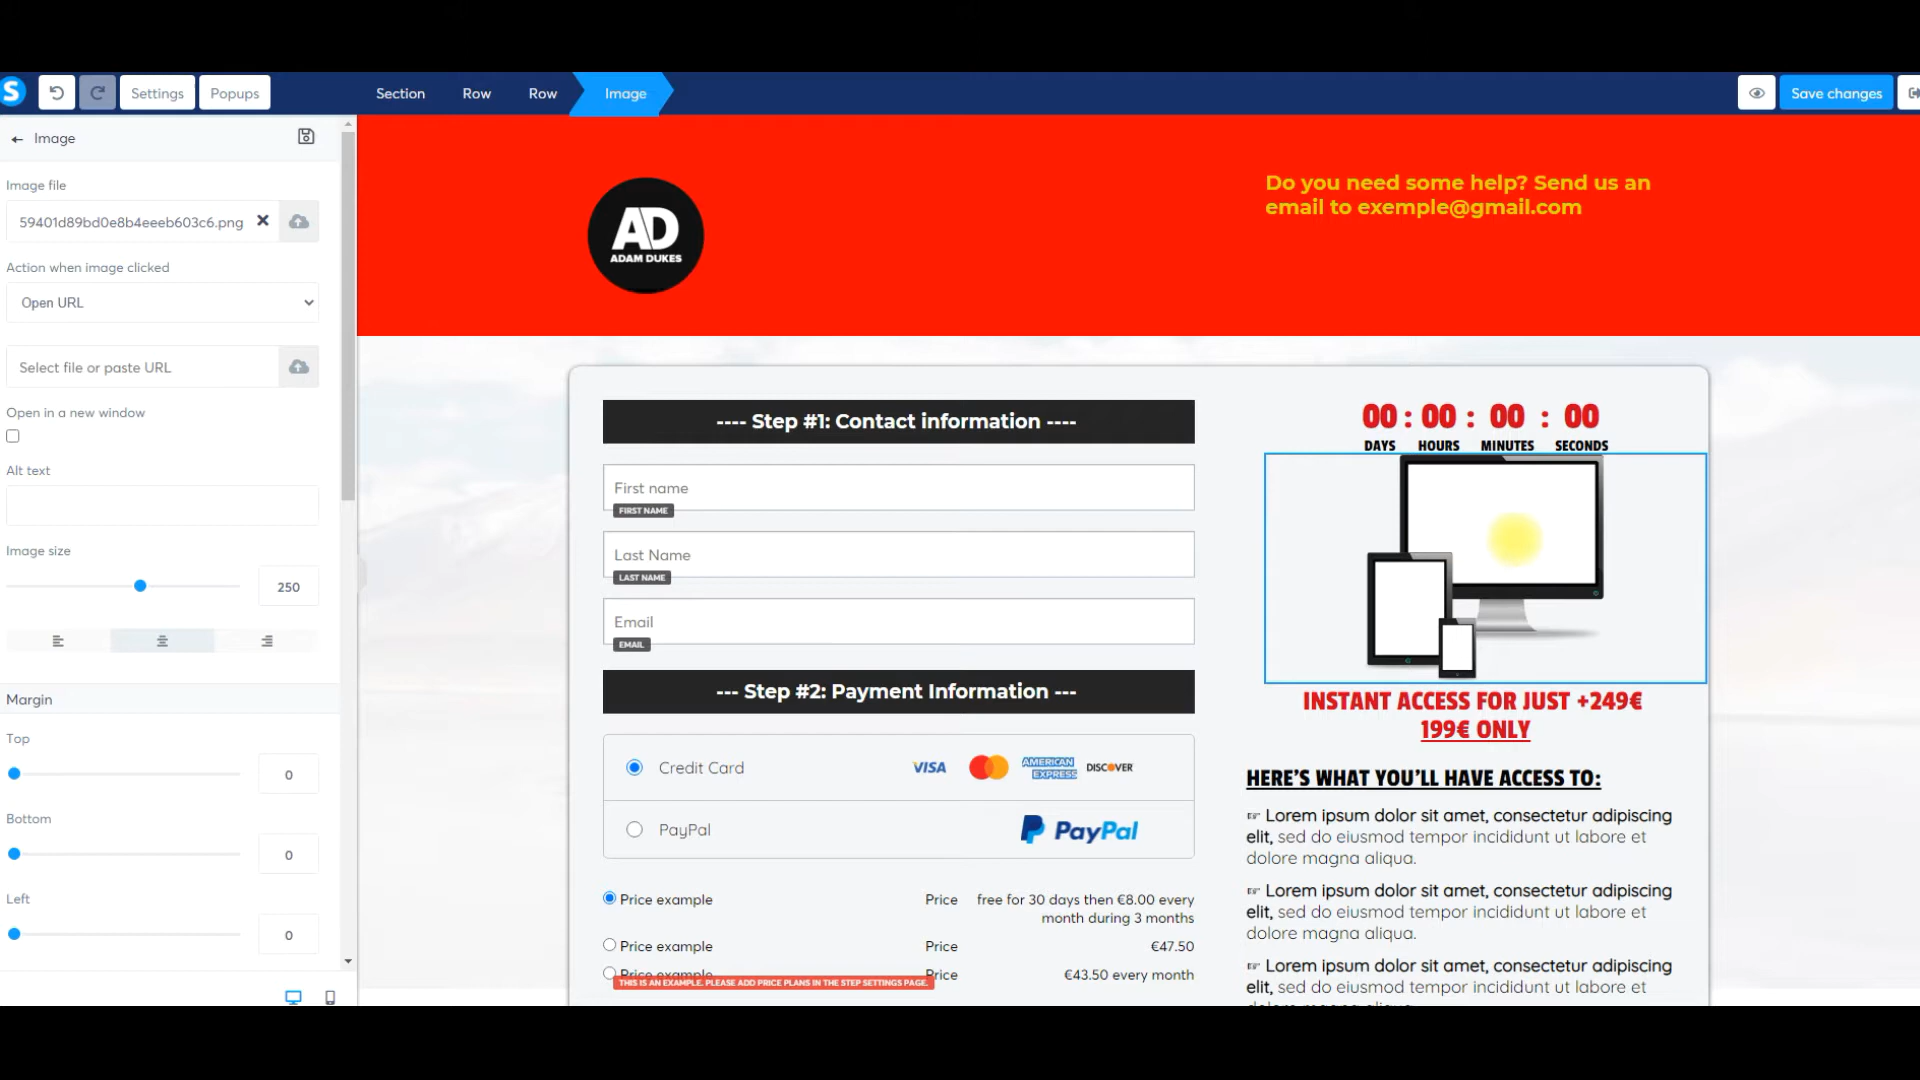 S
Settings
Popups
Section
Row
Row
Image
Save changes
Image
Image file
59401d89bd0e8b4eeeb603c6.png
Action when image clicked
Open URL
Select file or paste URL
Open in a new window
Alt text
Image size
250
Margin
Top
0
Bottom
0
Left
0
AD
ADAM DUKES
Do you need some help? Send us an
email to exemple@gmail.com
---- Step #1: Contact information ----
First name
FIRST NAME
Last Name
LAST NAME
Email
EMAIL
--- Step #2: Payment Information ---
Credit Card
VISA
AMERICAN
EXPRESS
DISCOVER
PayPal
PayPal
Price example Price free for 30 days then €8.00 every
month during 3 months
Price example Price €47.50
Price example Price €43.50 every month
THIS IS AN EXAMPLE. PLEASE ADD PRICE PLANS IN THE STEP SETTINGS PAGE.
00 : 00 : 00 : 00
DAYS HOURS MINUTES SECONDS
INSTANT ACCESS FOR JUST +249€
199€ ONLY
HERE'S WHAT YOU'LL HAVE ACCESS TO:
☞ Lorem ipsum dolor sit amet, consectetur adipiscing
elit, sed do eiusmod tempor incididunt ut labore et
dolore magna aliqua.
☞ Lorem ipsum dolor sit amet, consectetur adipiscing
elit, sed do eiusmod tempor incididunt ut labore et
dolore magna aliqua.
☞ Lorem ipsum dolor sit amet, consectetur adipiscing
elit, sed do eiusmod tempor incididunt ut labore et